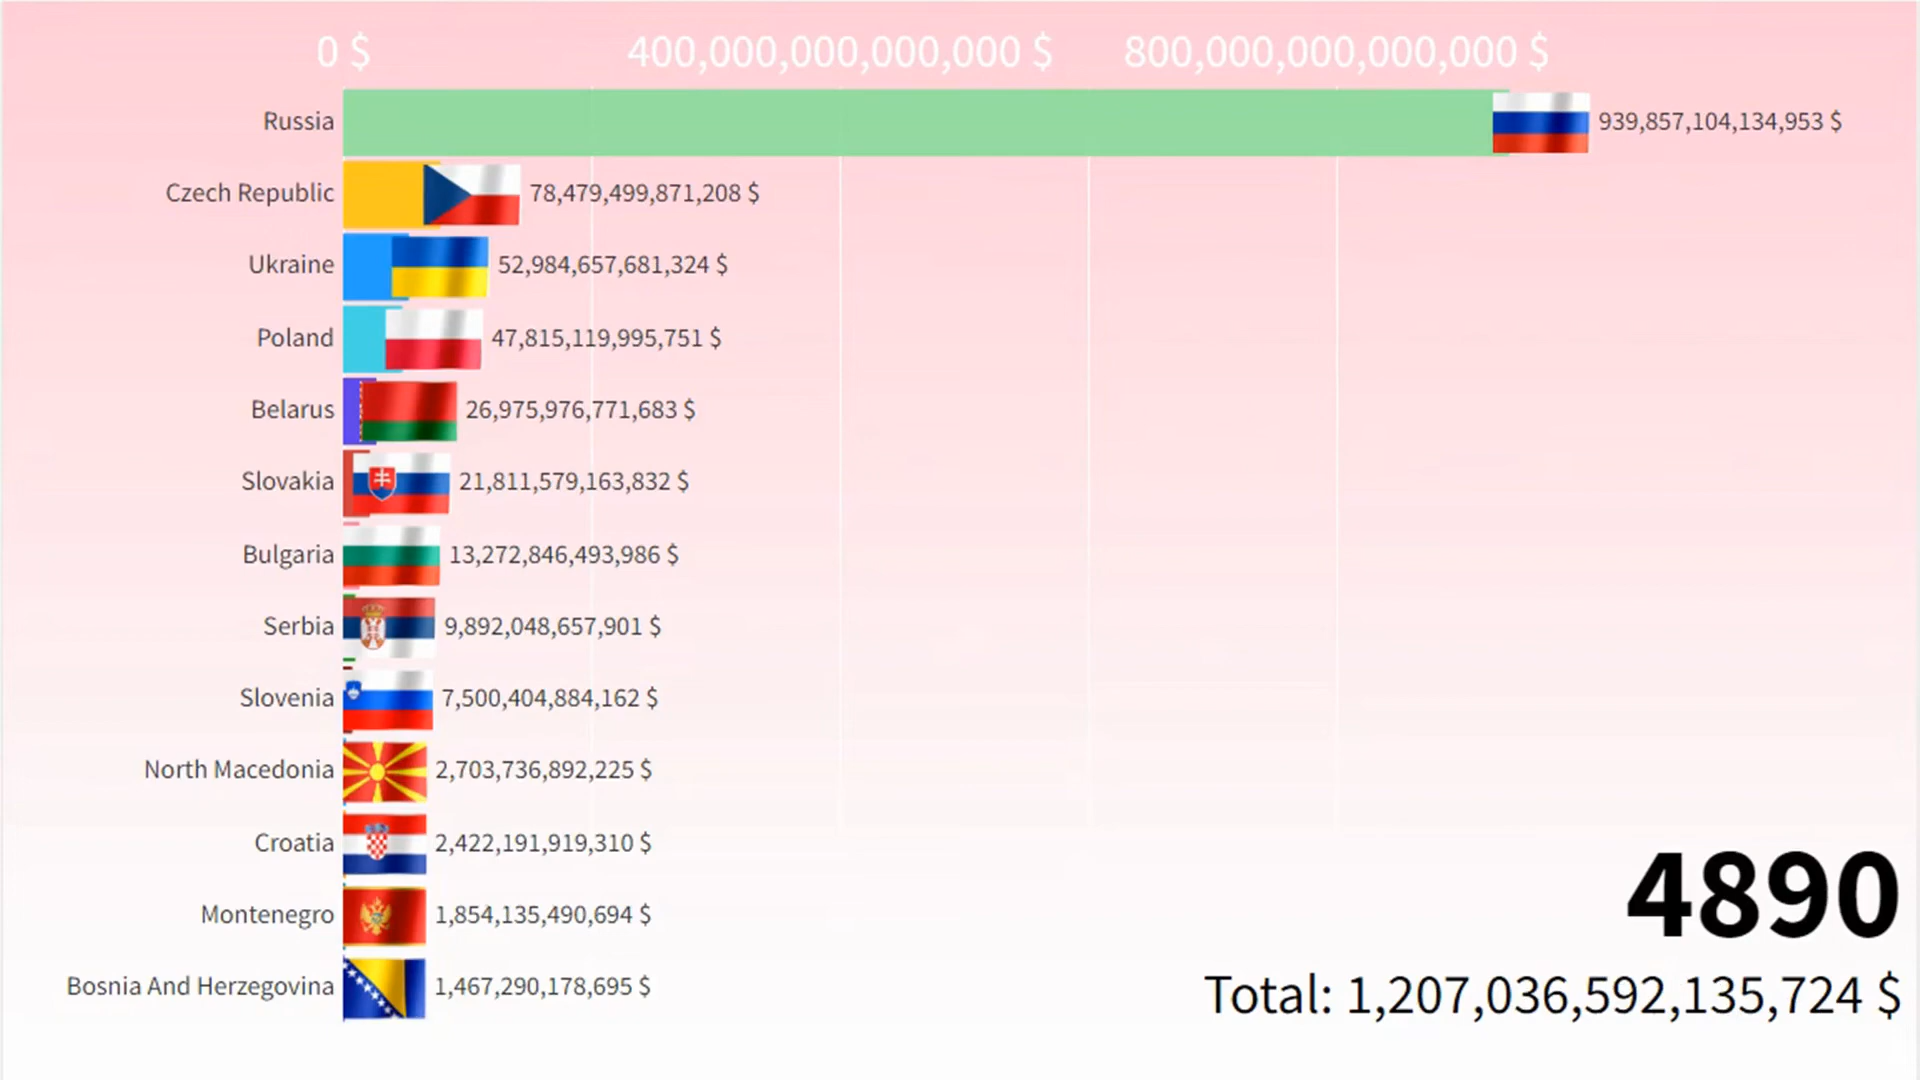 0 $ 400,000,000,000,000 $ 800,000,000,000,000 $
Russia 939,857,104,134,953 $
Czech Republic 78,479,499,871,208 $
Ukraine 52,984,657,681,324 $
Poland 47,815,119,995,751 $
Belarus 26,975,976,771,683 $
Slovakia 21,811,579,163,832 $
Bulgaria 13,272,846,493,986 $
Serbia 9,892,048,657,901 $
Slovenia 7,500,404,884,162 $
North Macedonia 2,703,736,892,225 $
Croatia 2,422,191,919,310 $
Montenegro 1,854,135,490,694 $
Bosnia And Herzegovina 1,467,290,178,695 $
4890
Total: 1,207,036,592,135,724 $